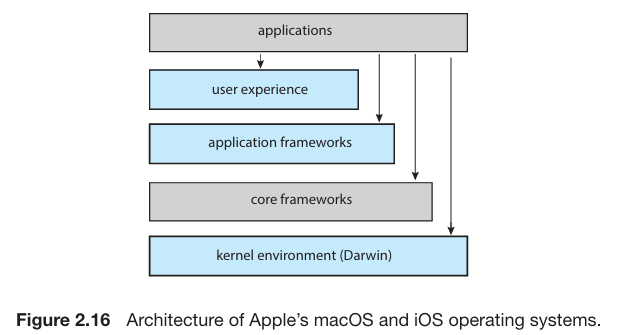 applications
user experience
application frameworks
core frameworks
kernel environment (Darwin)
Figure 2.16 Architecture of Apple’s macOS and iOS operating systems.